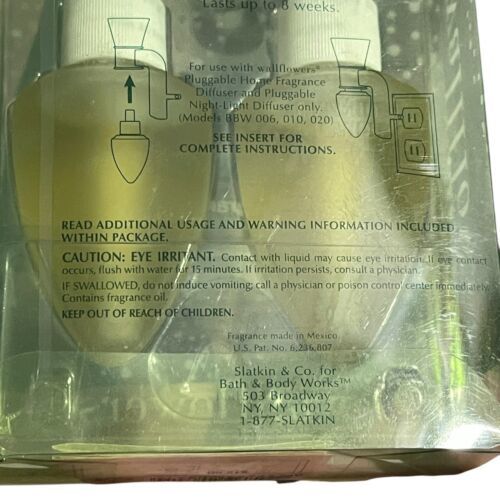 Lasts up to 8 weeks.
For use with wallflowers®
Pluggable Home Fragrance
Diffuser and Pluggable
Night-Light Diffuser only.
(Models BBW 006, 010, 020)
SEE INSERT FOR
COMPLETE INSTRUCTIONS.
READ ADDITIONAL USAGE AND WARNING INFORMATION INCLUDED
WITHIN PACKAGE.
CAUTION: EYE IRRITANT. Contact with liquid may cause eye irritation. If eye contact
occurs, flush with water for 15 minutes. If irritation persists, consult a physician.
IF SWALLOWED, do not induce vomiting; call a physician or poison control center immediately.
Contains fragrance oil.
KEEP OUT OF REACH OF CHILDREN.
Fragrance made in Mexico.
U.S. Pat. No. 6,236,807
Slatkin & Co. for
Bath & Body Works™
503 Broadway
NY, NY 10012
1-877-SLATKIN